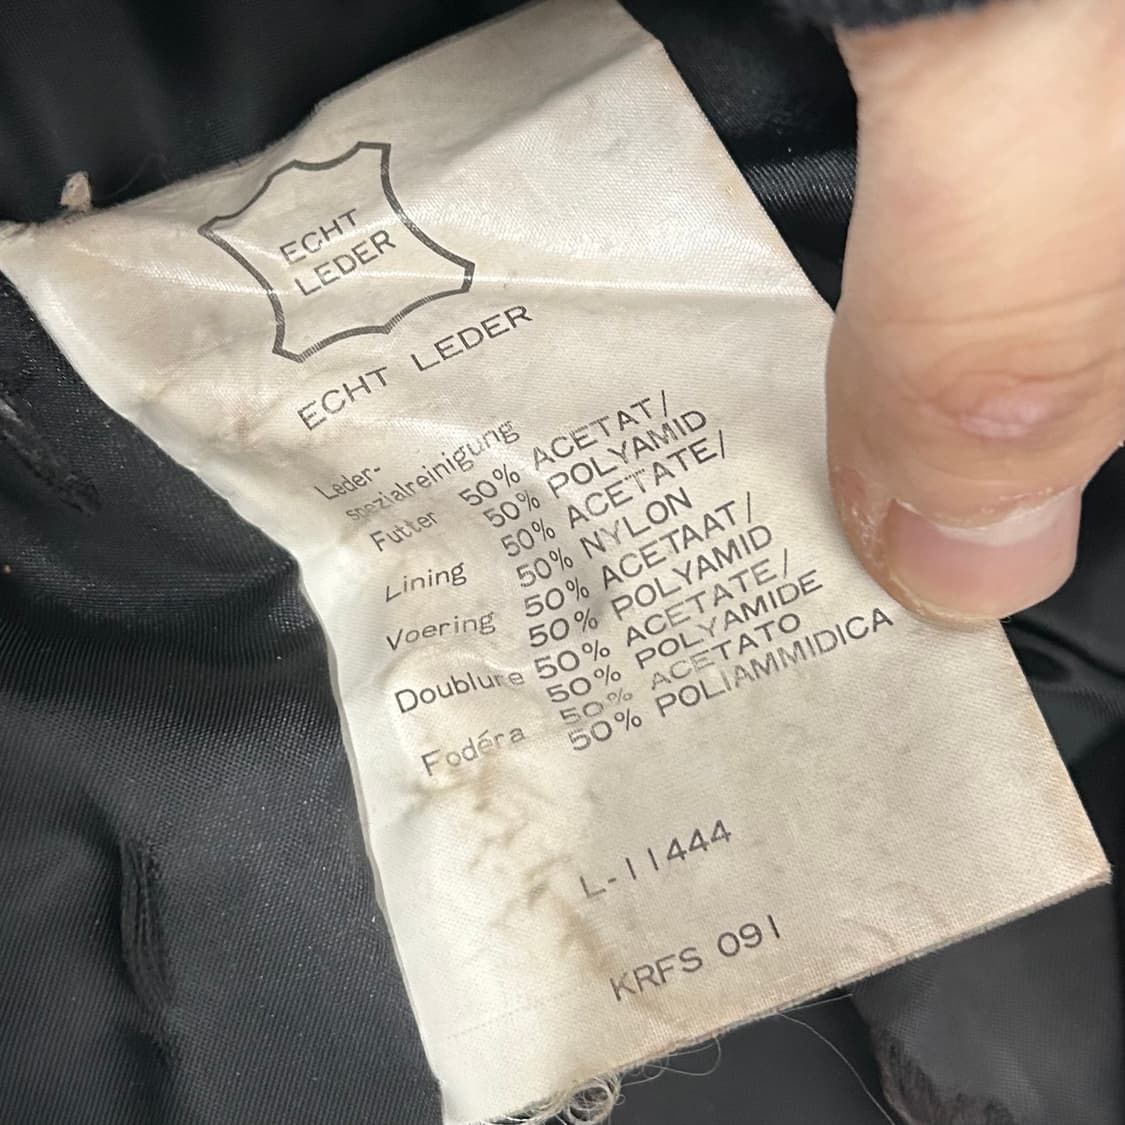 ECHT
LEDER
ECHT LEDER
Leder-
spezialreinigung
Futter 50% ACETAT/
50% POLYAMID
Lining 50% ACETATE/
50% NYLON
Voering 50% ACETAAT/
50% POLYAMID
Doublure 50% ACETATE/
50% POLYAMIDE
Fodéra 50% ACETATO
50% POLIAMMIDICA
L-11444
KRFS 091